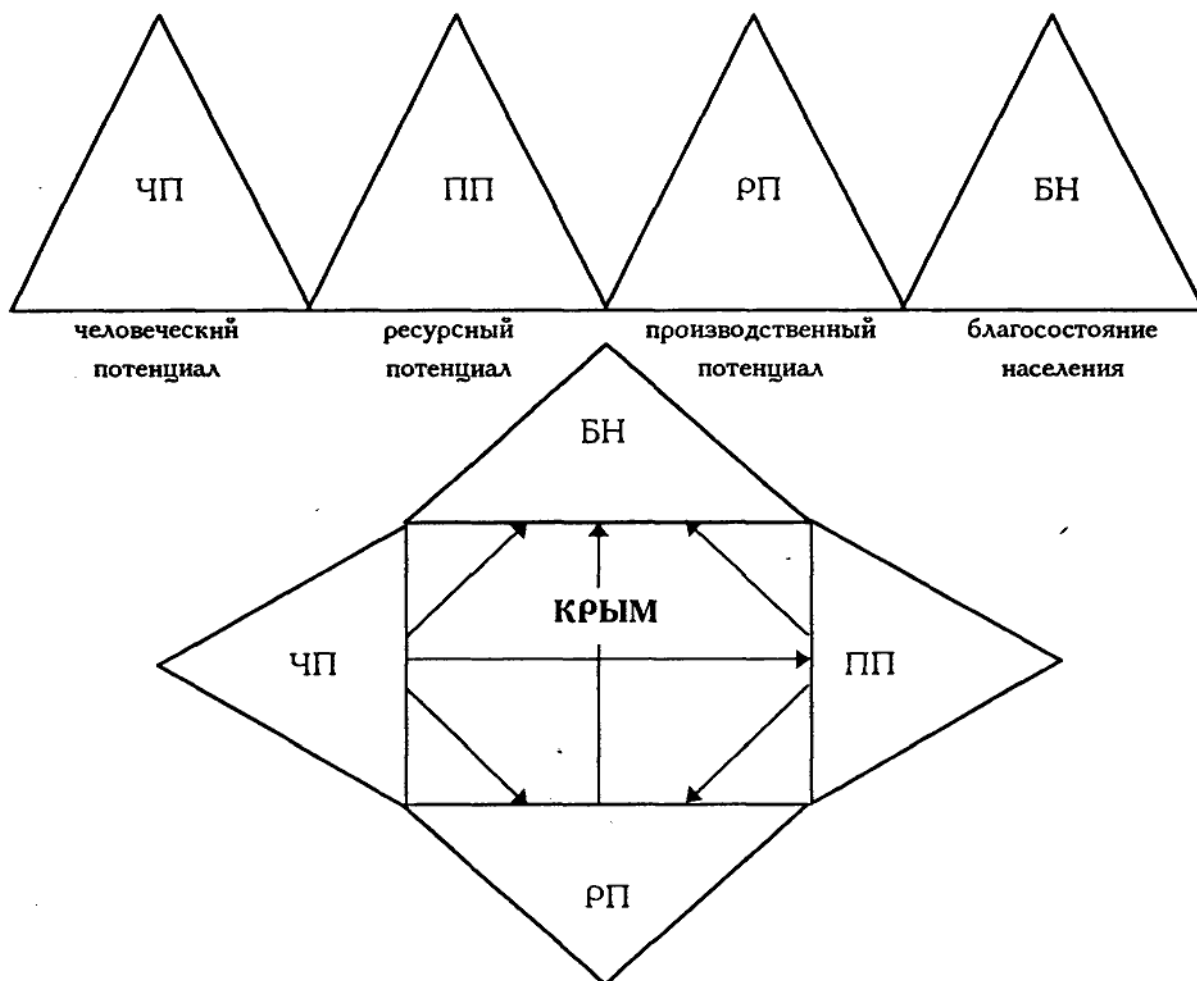 ЧП ПП РП БН
человеческий ресурсный производственный благосостояние
потенциал потенциал потенциал населения
БН
КРЫМ
ЧП ПП
РП